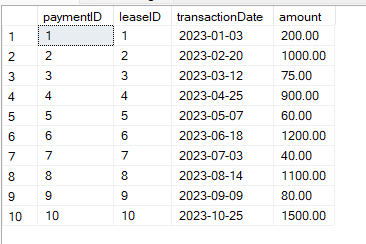 paymentID leaseID transactionDate amount
1 1 1 2023-01-03 200.00
2 2 2 2023-02-20 1000.00
3 3 3 2023-03-12 75.00
4 4 4 2023-04-25 900.00
5 5 5 2023-05-07 60.00
6 6 6 2023-06-18 1200.00
7 7 7 2023-07-03 40.00
8 8 8 2023-08-14 1100.00
9 9 9 2023-09-09 80.00
10 10 10 2023-10-25 1500.00